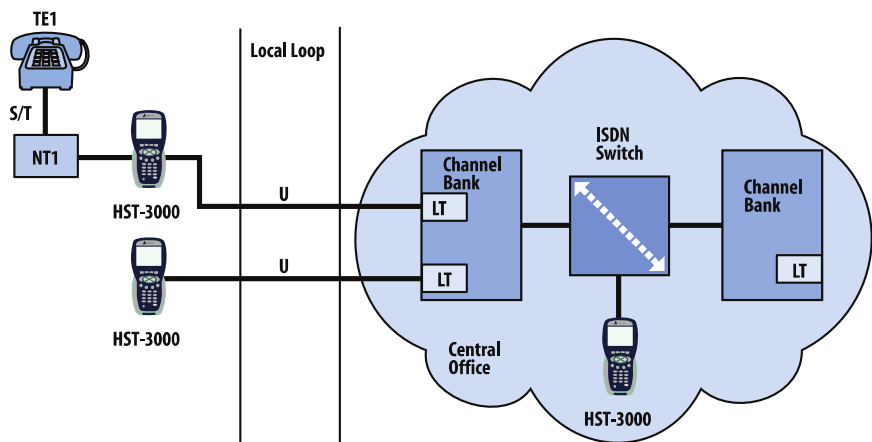 TE1
S/T
NT1
HST-3000
HST-3000
Local Loop
U
U
Channel
Bank
LT
LT
ISDN
Switch
Channel
Bank
LT
Central
Office
HST-3000